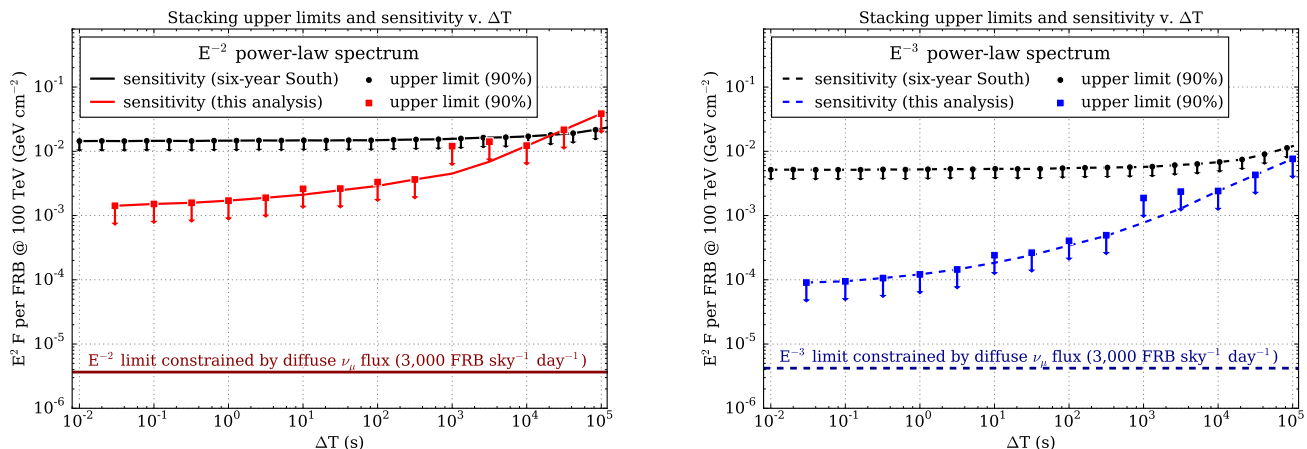 Stacking upper limits and sensitivity v. ΔT
E⁻² power-law spectrum
sensitivity (six-year South) upper limit (90%)
sensitivity (this analysis) upper limit (90%)
E² F per FRB @ 100 TeV (GeV cm⁻²)
10⁻¹
10⁻²
10⁻³
10⁻⁴
10⁻⁵
10⁻⁶
E⁻² limit constrained by diffuse ν_μ flux (3,000 FRB sky⁻¹ day⁻¹)
10⁻² 10⁻¹ 10⁰ 10¹ 10² 10³ 10⁴ 10⁵
ΔT (s)
Stacking upper limits and sensitivity v. ΔT
E⁻³ power-law spectrum
sensitivity (six-year South) upper limit (90%)
sensitivity (this analysis) upper limit (90%)
E² F per FRB @ 100 TeV (GeV cm⁻²)
10⁻¹
10⁻²
10⁻³
10⁻⁴
10⁻⁵
10⁻⁶
E⁻³ limit constrained by diffuse ν_μ flux (3,000 FRB sky⁻¹ day⁻¹)
10⁻² 10⁻¹ 10⁰ 10¹ 10² 10³ 10⁴ 10⁵
ΔT (s)